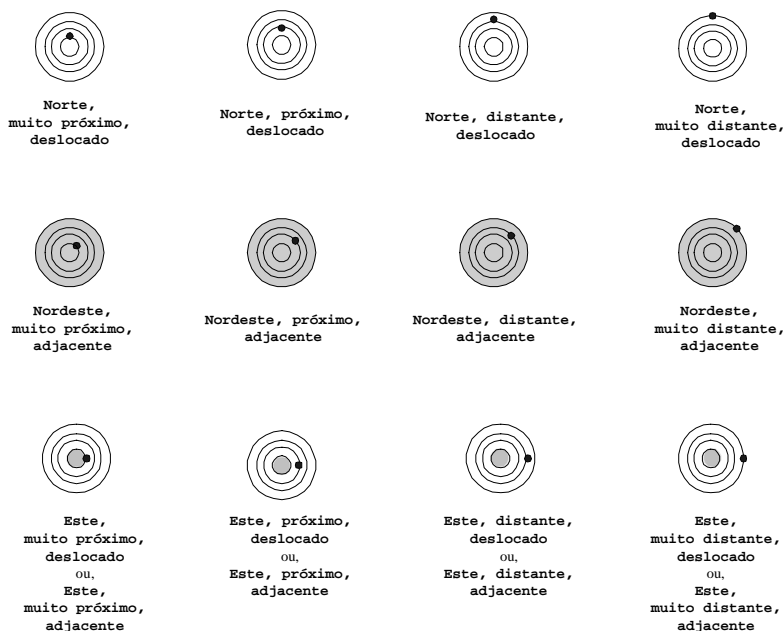 Norte,
muito próximo,
deslocado
Norte, próximo,
deslocado
Norte, distante,
deslocado
Norte,
muito distante,
deslocado
Nordeste,
muito próximo,
adjacente
Nordeste, próximo,
adjacente
Nordeste, distante,
adjacente
Nordeste,
muito distante,
adjacente
Este,
muito próximo,
deslocado
ou,
Este,
muito próximo,
adjacente
Este, próximo,
deslocado
ou,
Este, próximo,
adjacente
Este, distante,
deslocado
ou,
Este, distante,
adjacente
Este,
muito distante,
deslocado
ou,
Este,
muito distante,
adjacente